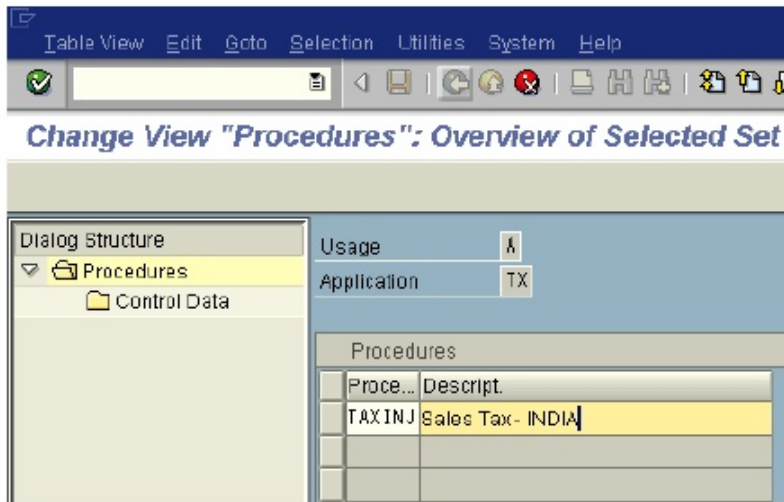 Table View Edit Goto Selection Utilities System Help
Change View "Procedures": Overview of Selected Set
Dialog Structure
Procedures
Control Data
Usage A
Application TX
Procedures
Proce... Descript.
TAXINJ Sales Tax- INDIA